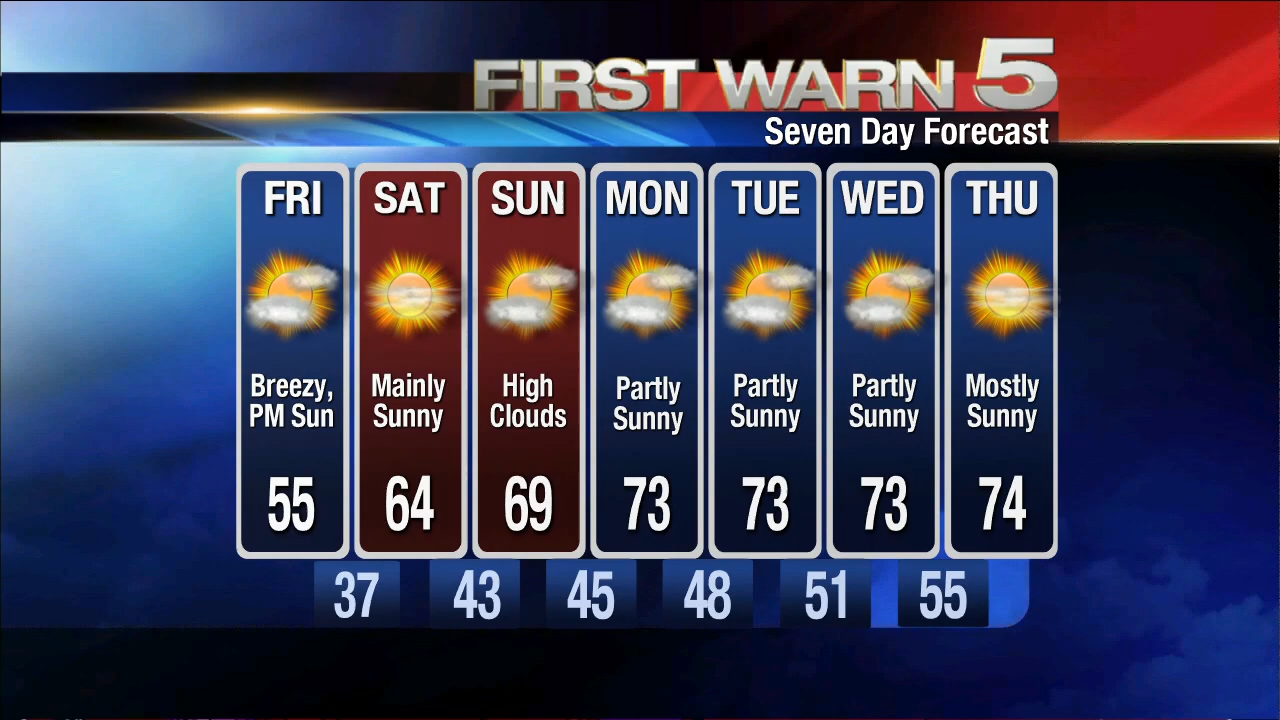 FIRST WARN 5
Seven Day Forecast
FRI SAT SUN MON TUE WED THU
Breezy, Mainly High Partly Partly Partly Mostly
PM Sun Sunny Clouds Sunny Sunny Sunny Sunny
55 64 69 73 73 73 74
37 43 45 48 51 55